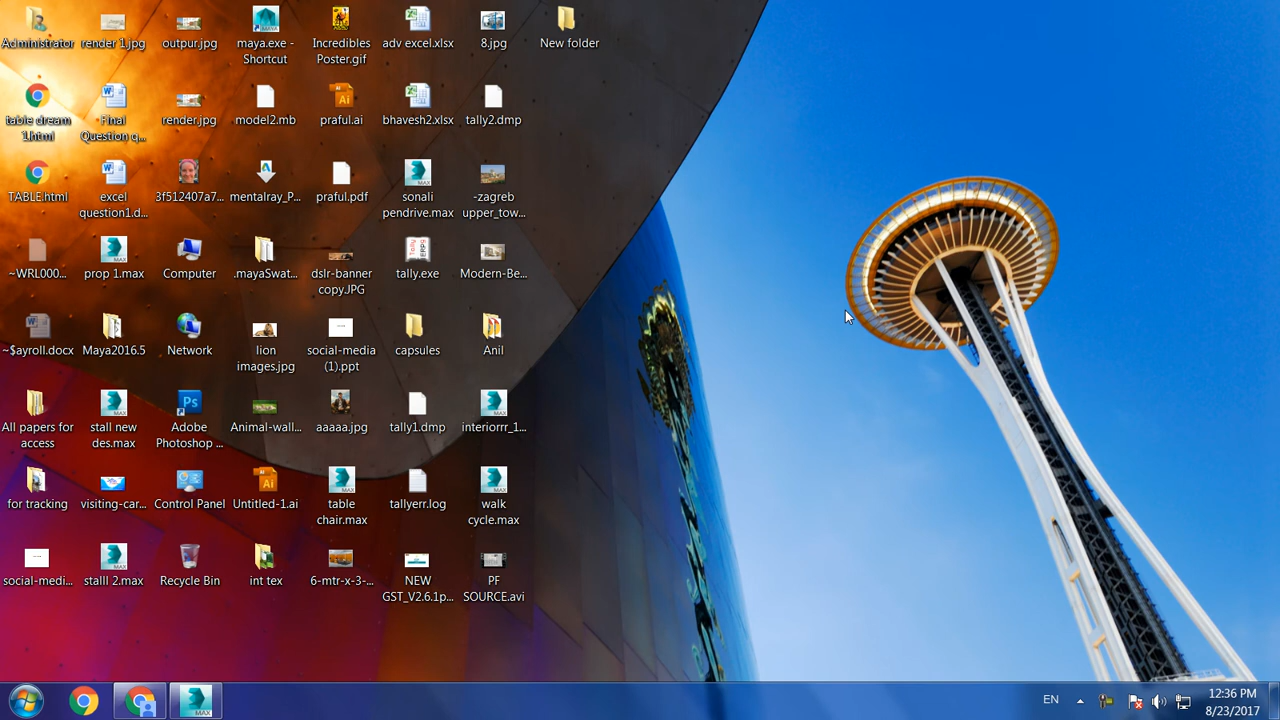 Administrator
render 1.jpg
outpur.jpg
maya.exe -
Shortcut
Incredibles
Poster.gif
adv excel.xlsx
8.jpg
New folder
table dream
1.html
Final
Question q...
render.jpg
model2.mb
praful.ai
bhavesh2.xlsx
tally2.dmp
TABLE.html
excel
question1.d...
3f512407a7...
mentalray_P...
praful.pdf
sonali
pendrive.max
-zagreb
upper_tow...
~WRL000...
prop 1.max
Computer
.mayaSwat...
dslr-banner
copy.JPG
tally.exe
Modern-Be...
~$ayroll.docx
Maya2016.5
Network
lion
images.jpg
social-media
(1).ppt
capsules
Anil
All papers for
access
stall new
des.max
Adobe
Photoshop ...
Animal-wall...
aaaaa.jpg
tally1.dmp
interiorrr_1...
for tracking
visiting-car...
Control Panel
Untitled-1.ai
table
chair.max
tallyerr.log
walk
cycle.max
social-medi...
stalll 2.max
Recycle Bin
int tex
6-mtr-x-3-...
NEW
GST_V2.6.1p...
PF
SOURCE.avi
EN
12:36 PM
8/23/2017